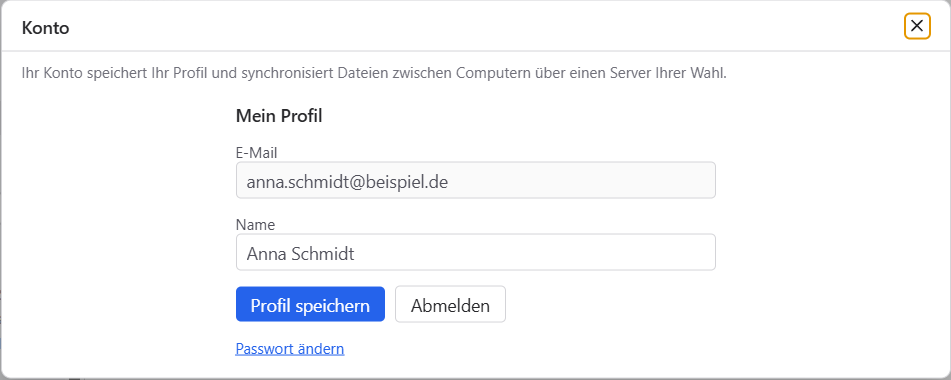 Konto
Ihr Konto speichert Ihr Profil und synchronisiert Dateien zwischen Computern über einen Server Ihrer Wahl.
Mein Profil
E-Mail
anna.schmidt@beispiel.de
Name
Anna Schmidt
Profil speichern
Abmelden
Passwort ändern